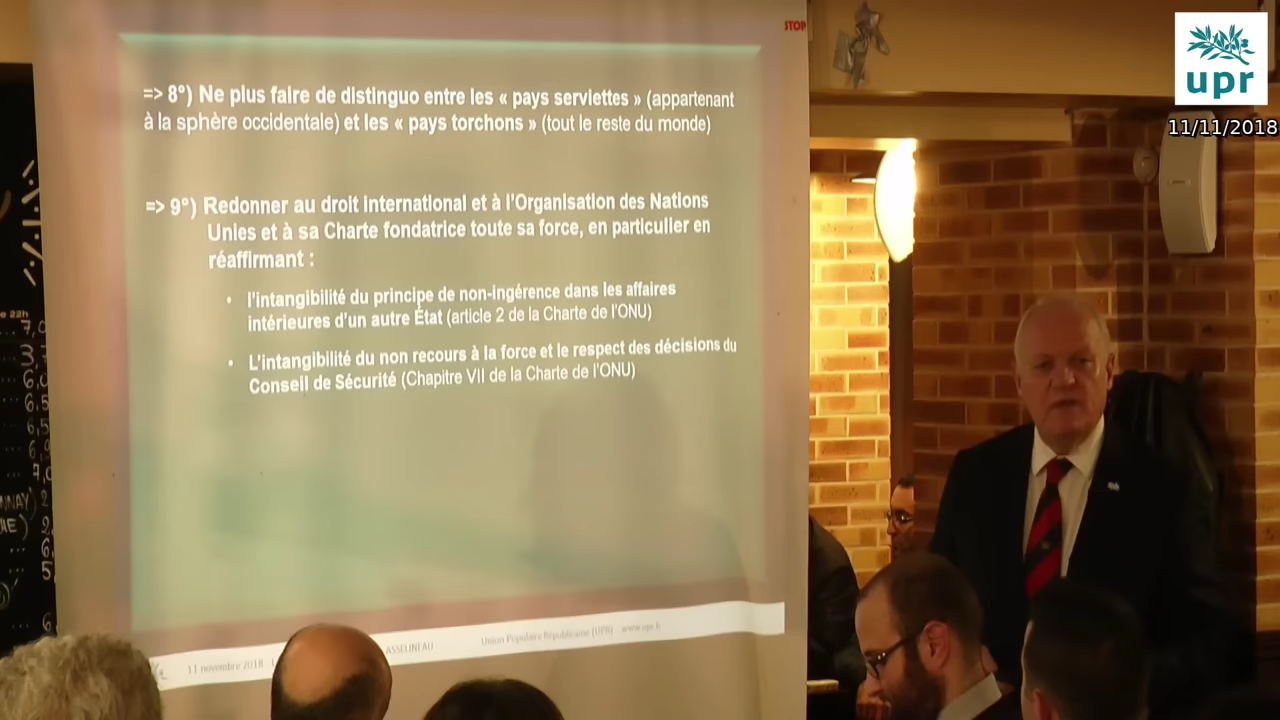 STOP
upr
11/11/2018
=> 8°) Ne plus faire de distinguo entre les « pays serviettes » (appartenant
à la sphère occidentale) et les « pays torchons » (tout le reste du monde)
=> 9°) Redonner au droit international et à l'Organisation des Nations
Unies et à sa Charte fondatrice toute sa force, en particulier en
réaffirmant :
• l'intangibilité du principe de non-ingérence dans les affaires
intérieures d'un autre État (article 2 de la Charte de l'ONU)
• L'intangibilité du non recours à la force et le respect des décisions du
Conseil de Sécurité (Chapitre VII de la Charte de l'ONU)
11 novembre 2018 ASSELINEAU Union Populaire Républicaine (UPR) www.upr.fr